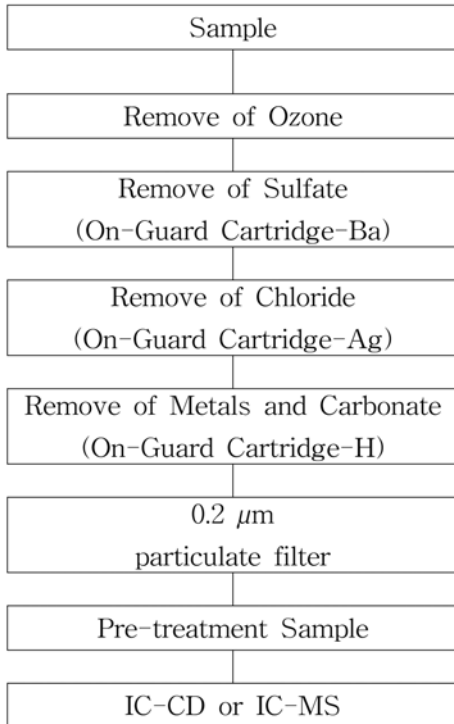 Sample
Remove of Ozone
Remove of Sulfate
(On-Guard Cartridge-Ba)
Remove of Chloride
(On-Guard Cartridge-Ag)
Remove of Metals and Carbonate
(On-Guard Cartridge-H)
0.2 μm
particulate filter
Pre-treatment Sample
IC-CD or IC-MS